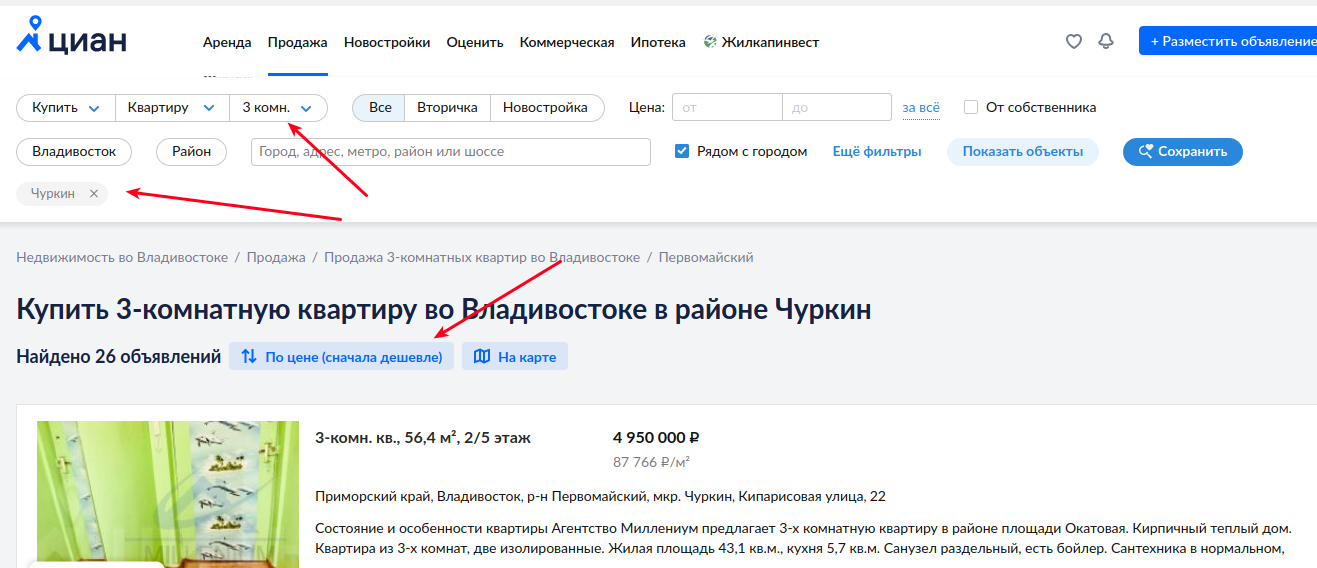 циан
Аренда Продажа Новостройки Оценить Коммерческая Ипотека Жилкапинвест + Разместить объявление
Купить Квартиру 3 комн. Все Вторичка Новостройка Цена: от до за всё От собственника
Владивосток Район Город, адрес, метро, район или шоссе Рядом с городом Ещё фильтры Показать объекты Сохранить
Чуркин ×
Недвижимость во Владивостоке / Продажа / Продажа 3-комнатных квартир во Владивостоке / Первомайский
Купить 3-комнатную квартиру во Владивостоке в районе Чуркин
Найдено 26 объявлений По цене (сначала дешевле) На карте
3-комн. кв., 56,4 м², 2/5 этаж 4 950 000 ₽
87 766 ₽/м²
Приморский край, Владивосток, р-н Первомайский, мкр. Чуркин, Кипарисовая улица, 22
Состояние и особенности квартиры Агентство Миллениум предлагает 3-х комнатную квартиру в районе площади Окатовая. Кирпичный теплый дом.
Квартира из 3-х комнат, две изолированные. Жилая площадь 43,1 кв.м., кухня 5,7 кв.м. Санузел раздельный, есть бойлер. Сантехника в нормальном,